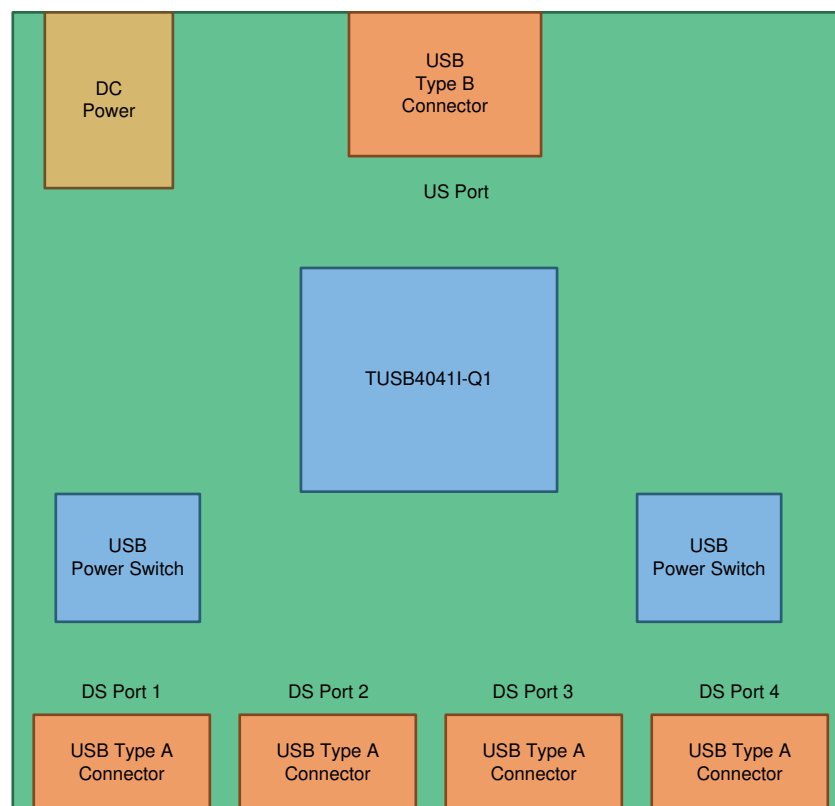 DC
Power
USB
Type B
Connector
US Port
TUSB4041I-Q1
USB
Power Switch
USB
Power Switch
DS Port 1
DS Port 2
DS Port 3
DS Port 4
USB Type A
Connector
USB Type A
Connector
USB Type A
Connector
USB Type A
Connector